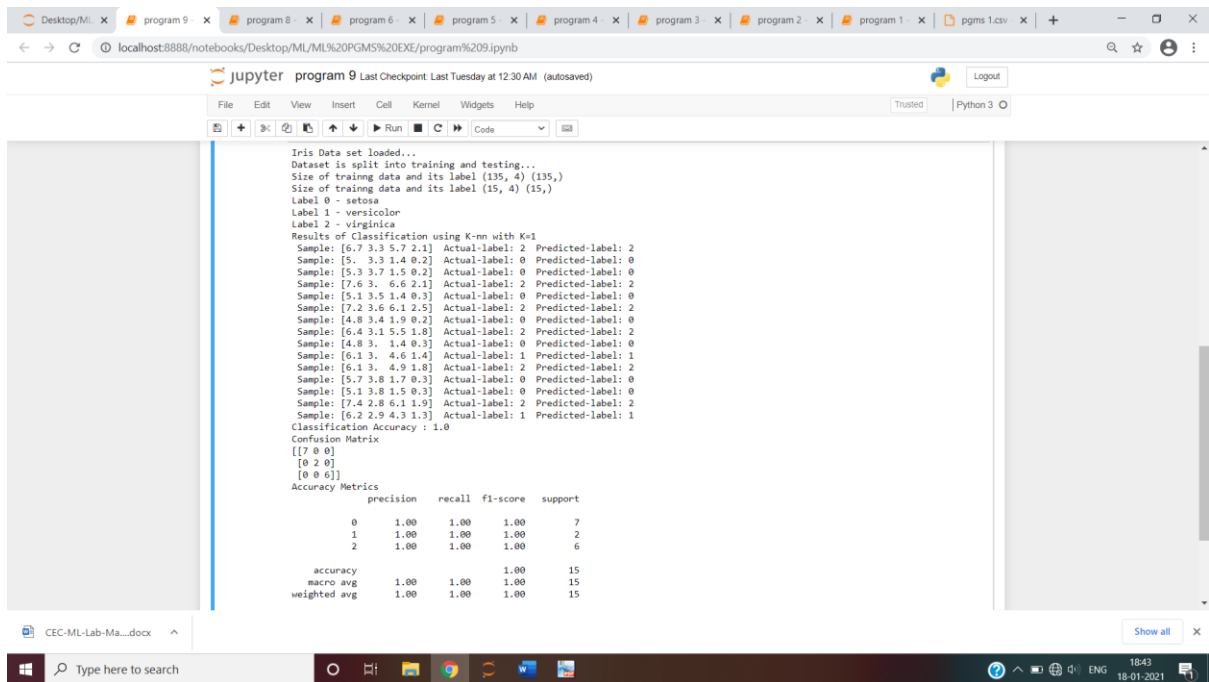 Desktop/ML program 9 - program 8 - program 6 - program 5 - program 4 - program 3 - program 2 - program 1 - pgms 1.csv
localhost:8888/notebooks/Desktop/ML/ML%20PGMS%20EXE/program%209.ipynb
jupyter program 9 Last Checkpoint: Last Tuesday at 12:30 AM (autosaved) Logout
File Edit View Insert Cell Kernel Widgets Help Trusted Python 3
Run Code
Iris Data set loaded...
Dataset is split into training and testing...
Size of trainng data and its label (135, 4) (135,)
Size of trainng data and its label (15, 4) (15,)
Label 0 - setosa
Label 1 - versicolor
Label 2 - virginica
Results of Classification using K-nn with K=1
Sample: [6.7 3.3 5.7 2.1] Actual-label: 2 Predicted-label: 2
Sample: [5. 3.3 1.4 0.2] Actual-label: 0 Predicted-label: 0
Sample: [5.3 3.7 1.5 0.2] Actual-label: 0 Predicted-label: 0
Sample: [7.6 3. 6.6 2.1] Actual-label: 2 Predicted-label: 2
Sample: [5.1 3.5 1.4 0.3] Actual-label: 0 Predicted-label: 0
Sample: [7.2 3.6 6.1 2.5] Actual-label: 2 Predicted-label: 2
Sample: [4.8 3.4 1.9 0.2] Actual-label: 0 Predicted-label: 0
Sample: [6.4 3.1 5.5 1.8] Actual-label: 2 Predicted-label: 2
Sample: [4.8 3. 1.4 0.3] Actual-label: 0 Predicted-label: 0
Sample: [6.1 3. 4.6 1.4] Actual-label: 1 Predicted-label: 1
Sample: [6.1 3. 4.9 1.8] Actual-label: 2 Predicted-label: 2
Sample: [5.7 3.8 1.7 0.3] Actual-label: 0 Predicted-label: 0
Sample: [5.1 3.8 1.5 0.3] Actual-label: 0 Predicted-label: 0
Sample: [7.4 2.8 6.1 1.9] Actual-label: 2 Predicted-label: 2
Sample: [6.2 2.9 4.3 1.3] Actual-label: 1 Predicted-label: 1
Classification Accuracy : 1.0
Confusion Matrix
[[7 0 0]
[0 2 0]
[0 0 6]]
Accuracy Metrics
precision recall f1-score support
0 1.00 1.00 1.00 7
1 1.00 1.00 1.00 2
2 1.00 1.00 1.00 6
accuracy 1.00 15
macro avg 1.00 1.00 1.00 15
weighted avg 1.00 1.00 1.00 15
CEC-ML-Lab-Ma....docx Show all
Type here to search ENG 18:43
18-01-2021